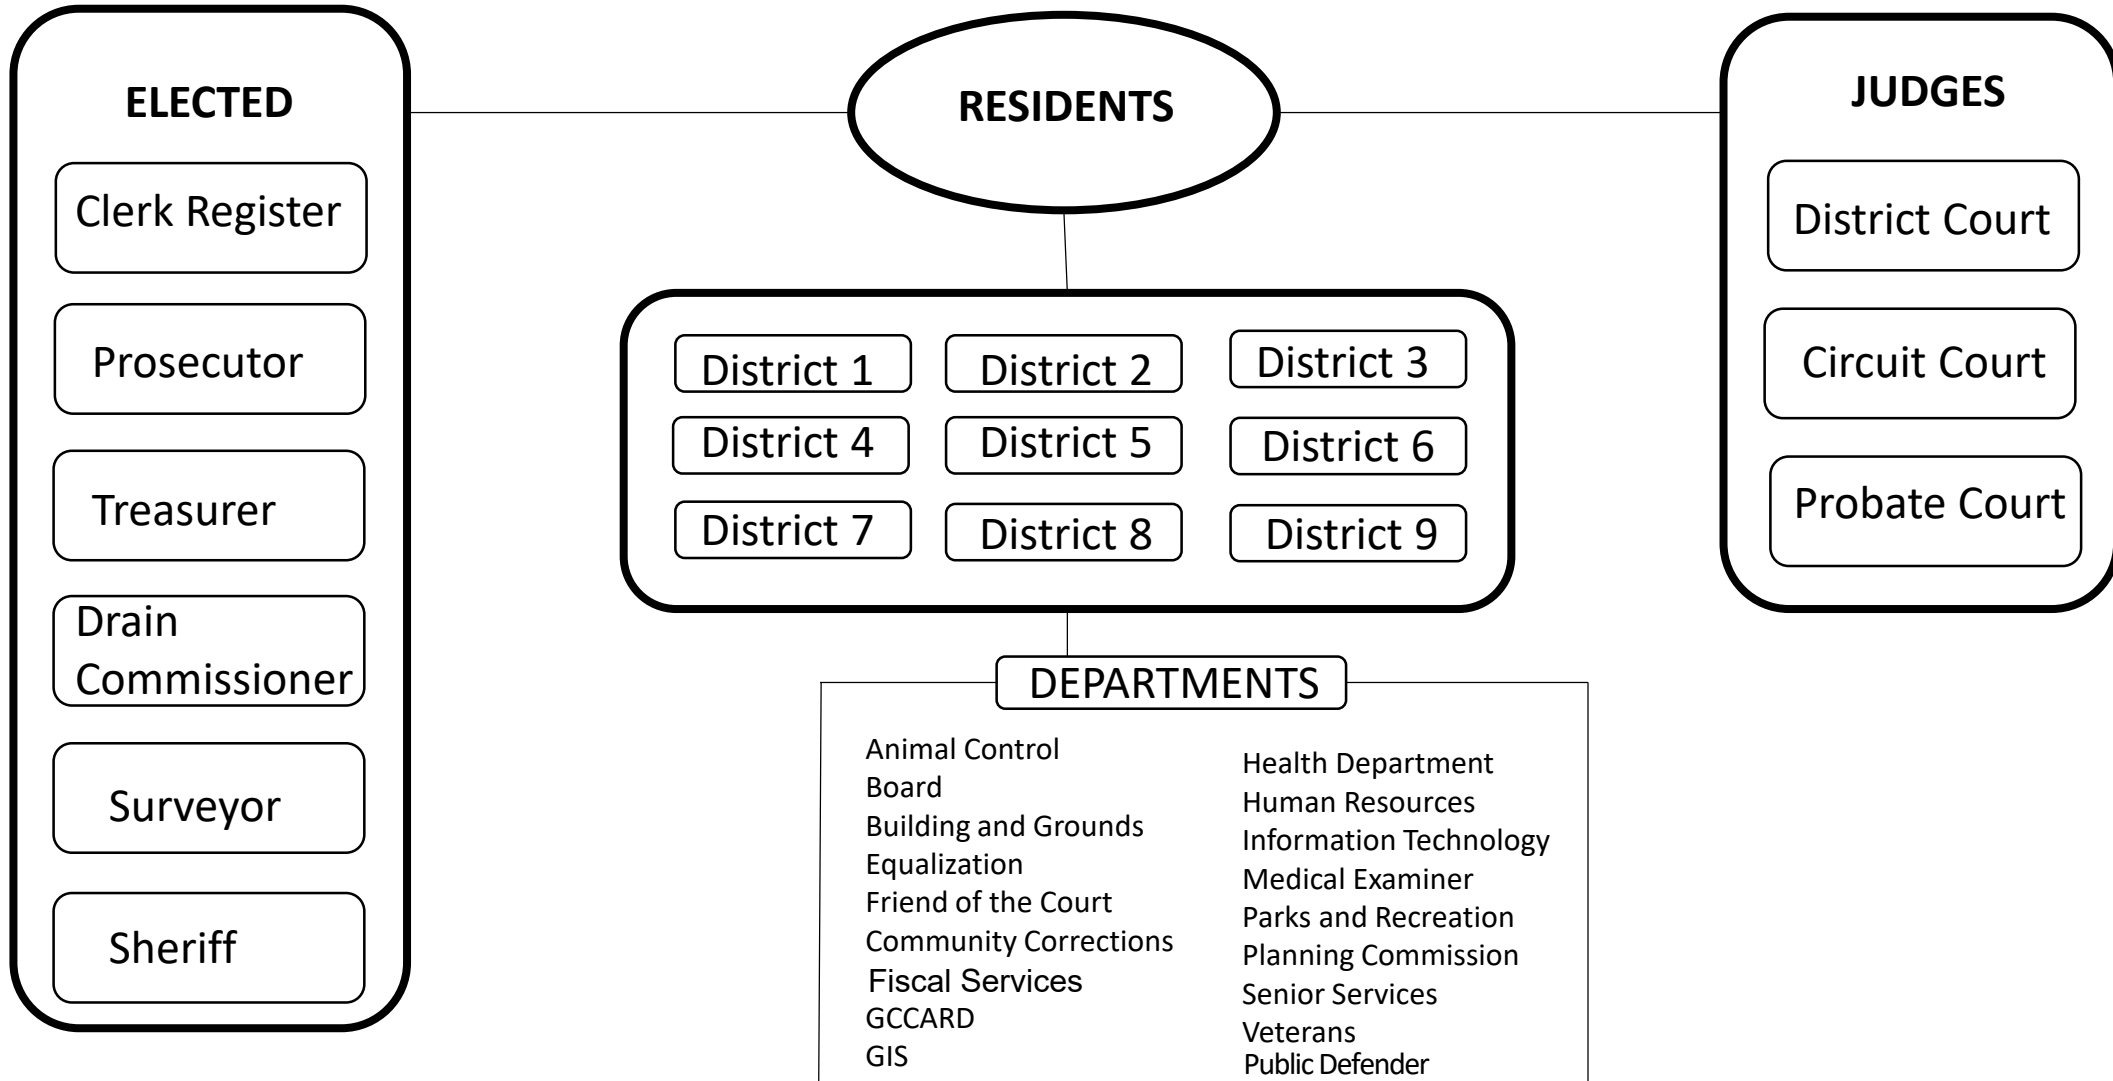 ELECTED
Clerk Register
Prosecutor
Treasurer
Drain
Commissioner
Surveyor
Sheriff
RESIDENTS
District 1
District 2
District 3
District 4
District 5
District 6
District 7
District 8
District 9
DEPARTMENTS
Animal Control
Board
Building and Grounds
Equalization
Friend of the Court
Community Corrections
Fiscal Services
GCCARD
GIS
Health Department
Human Resources
Information Technology
Medical Examiner
Parks and Recreation
Planning Commission
Senior Services
Veterans
Public Defender
JUDGES
District Court
Circuit Court
Probate Court